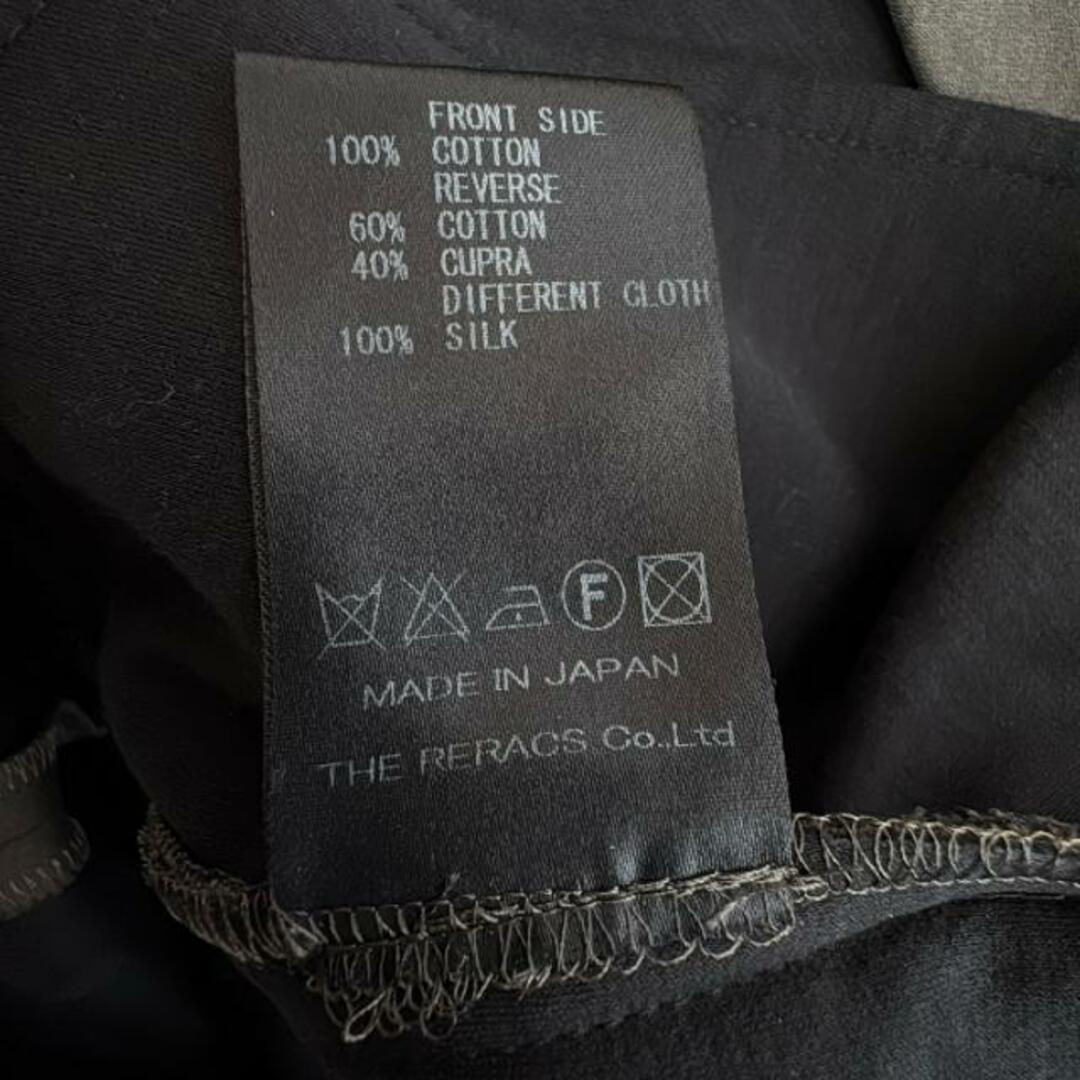 FRONT SIDE
100% COTTON
REVERSE
60% COTTON
40% CUPRA
DIFFERENT CLOTH
100% SILK
F
MADE IN JAPAN
THE RERACS Co.,Ltd